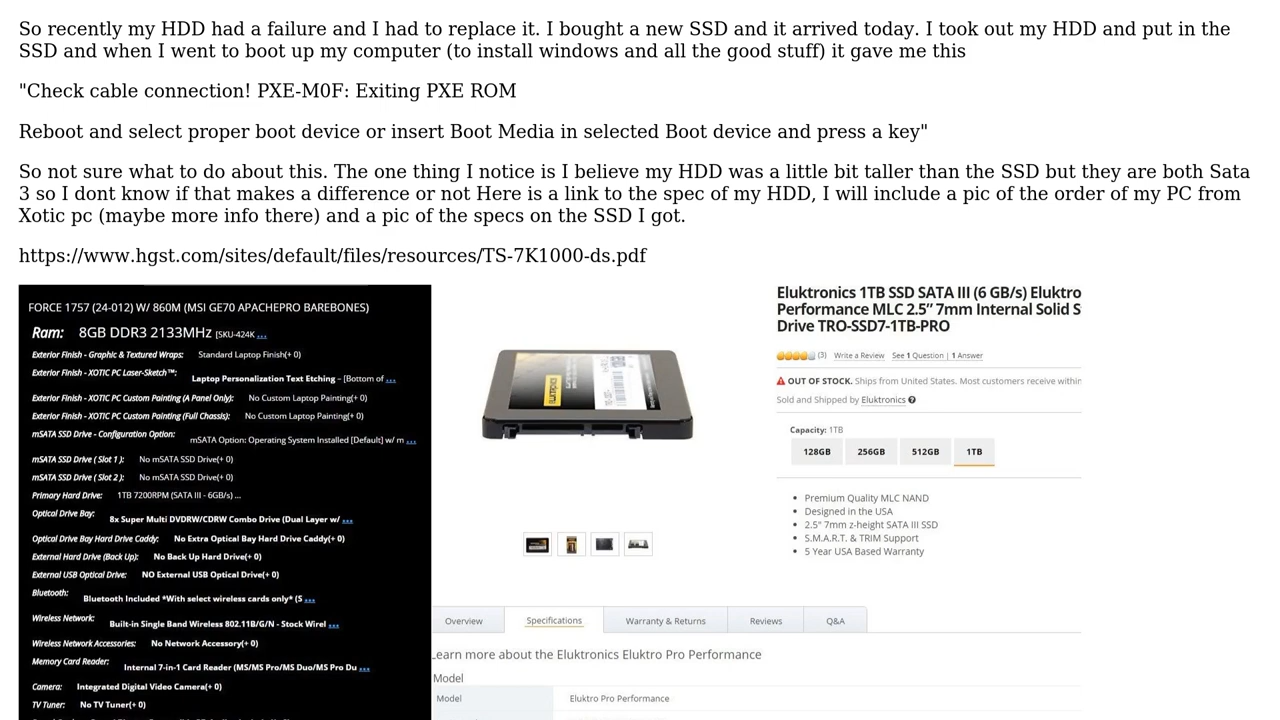 So recently my HDD had a failure and I had to replace it. I bought a new SSD and it arrived today. I took out my HDD and put in the
SSD and when I went to boot up my computer (to install windows and all the good stuff) it gave me this
"Check cable connection! PXE-M0F: Exiting PXE ROM
Reboot and select proper boot device or insert Boot Media in selected Boot device and press a key"
So not sure what to do about this. The one thing I notice is I believe my HDD was a little bit taller than the SSD but they are both Sata
3 so I dont know if that makes a difference or not Here is a link to the spec of my HDD, I will include a pic of the order of my PC from
Xotic pc (maybe more info there) and a pic of the specs on the SSD I got.
https://www.hgst.com/sites/default/files/resources/TS-7K1000-ds.pdf
FORCE 1757 (24-012) W/ 860M (MSI GE70 APACHEPRO BAREBONES)
Ram: 8GB DDR3 2133MHz [SKU-424K ...
Exterior Finish - Graphic & Textured Wraps: Standard Laptop Finish(+ 0)
Exterior Finish - XOTIC PC Laser-Sketch™: Laptop Personalization Text Etching – [Bottom of ...
Exterior Finish - XOTIC PC Custom Painting (A Panel Only): No Custom Laptop Painting(+ 0)
Exterior Finish - XOTIC PC Custom Painting (Full Chassis): No Custom Laptop Painting(+ 0)
mSATA SSD Drive - Configuration Option: mSATA Option: Operating System Installed [Default] w/ m ...
mSATA SSD Drive ( Slot 1 ): No mSATA SSD Drive(+ 0)
mSATA SSD Drive ( Slot 2 ): No mSATA SSD Drive(+ 0)
Primary Hard Drive: 1TB 7200RPM (SATA III - 6GB/s) ...
Optical Drive Bay: 8x Super Multi DVDRW/CDRW Combo Drive (Dual Layer w/ ...
Optical Drive Bay Hard Drive Caddy: No Extra Optical Bay Hard Drive Caddy(+ 0)
External Hard Drive (Back Up): No Back Up Hard Drive(+ 0)
External USB Optical Drive: NO External USB Optical Drive(+ 0)
Bluetooth: Bluetooth Included *With select wireless cards only* (S ...
Wireless Network: Built-in Single Band Wireless 802.11B/G/N - Stock Wirel ...
Wireless Network Accessories: No Network Accessory(+ 0)
Memory Card Reader: Internal 7-in-1 Card Reader (MS/MS Pro/MS Duo/MS Pro Du ...
Camera: Integrated Digital Video Camera(+ 0)
TV Tuner: No TV Tuner(+ 0)
Eluktronics 1TB SSD SATA III (6 GB/s) Eluktro
Performance MLC 2.5” 7mm Internal Solid S
Drive TRO-SSD7-1TB-PRO
(3) Write a Review See 1 Question | 1 Answer
OUT OF STOCK. Ships from United States. Most customers receive within
Sold and Shipped by Eluktronics
Capacity: 1TB
128GB 256GB 512GB 1TB
Premium Quality MLC NAND
Designed in the USA
2.5" 7mm z-height SATA III SSD
S.M.A.R.T. & TRIM Support
5 Year USA Based Warranty
Overview Specifications Warranty & Returns Reviews Q&A
Learn more about the Eluktronics Eluktro Pro Performance
Model
Model Eluktro Pro Performance